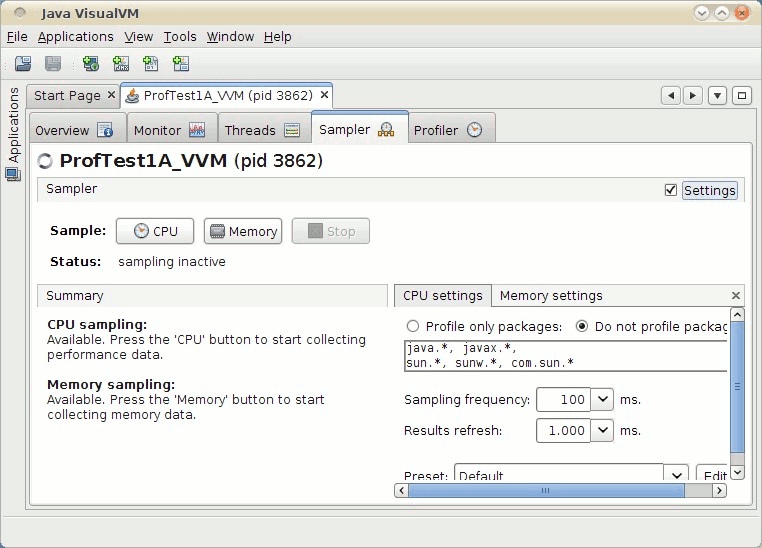 Java VisualVM
File Applications View Tools Window Help
Applications
Start Page ProfTest1A_VVM (pid 3862)
Overview Monitor Threads Sampler Profiler
ProfTest1A_VVM (pid 3862)
Sampler Settings
Sample: CPU Memory Stop
Status: sampling inactive
Summary
CPU sampling:
Available. Press the 'CPU' button to start collecting
performance data.
Memory sampling:
Available. Press the 'Memory' button to start
collecting memory data.
CPU settings Memory settings
Profile only packages: Do not profile packag
java.*, javax.*,
sun.*, sunw.*, com.sun.*
Sampling frequency: 100 ms.
Results refresh: 1.000 ms.
Preset: Default Edit